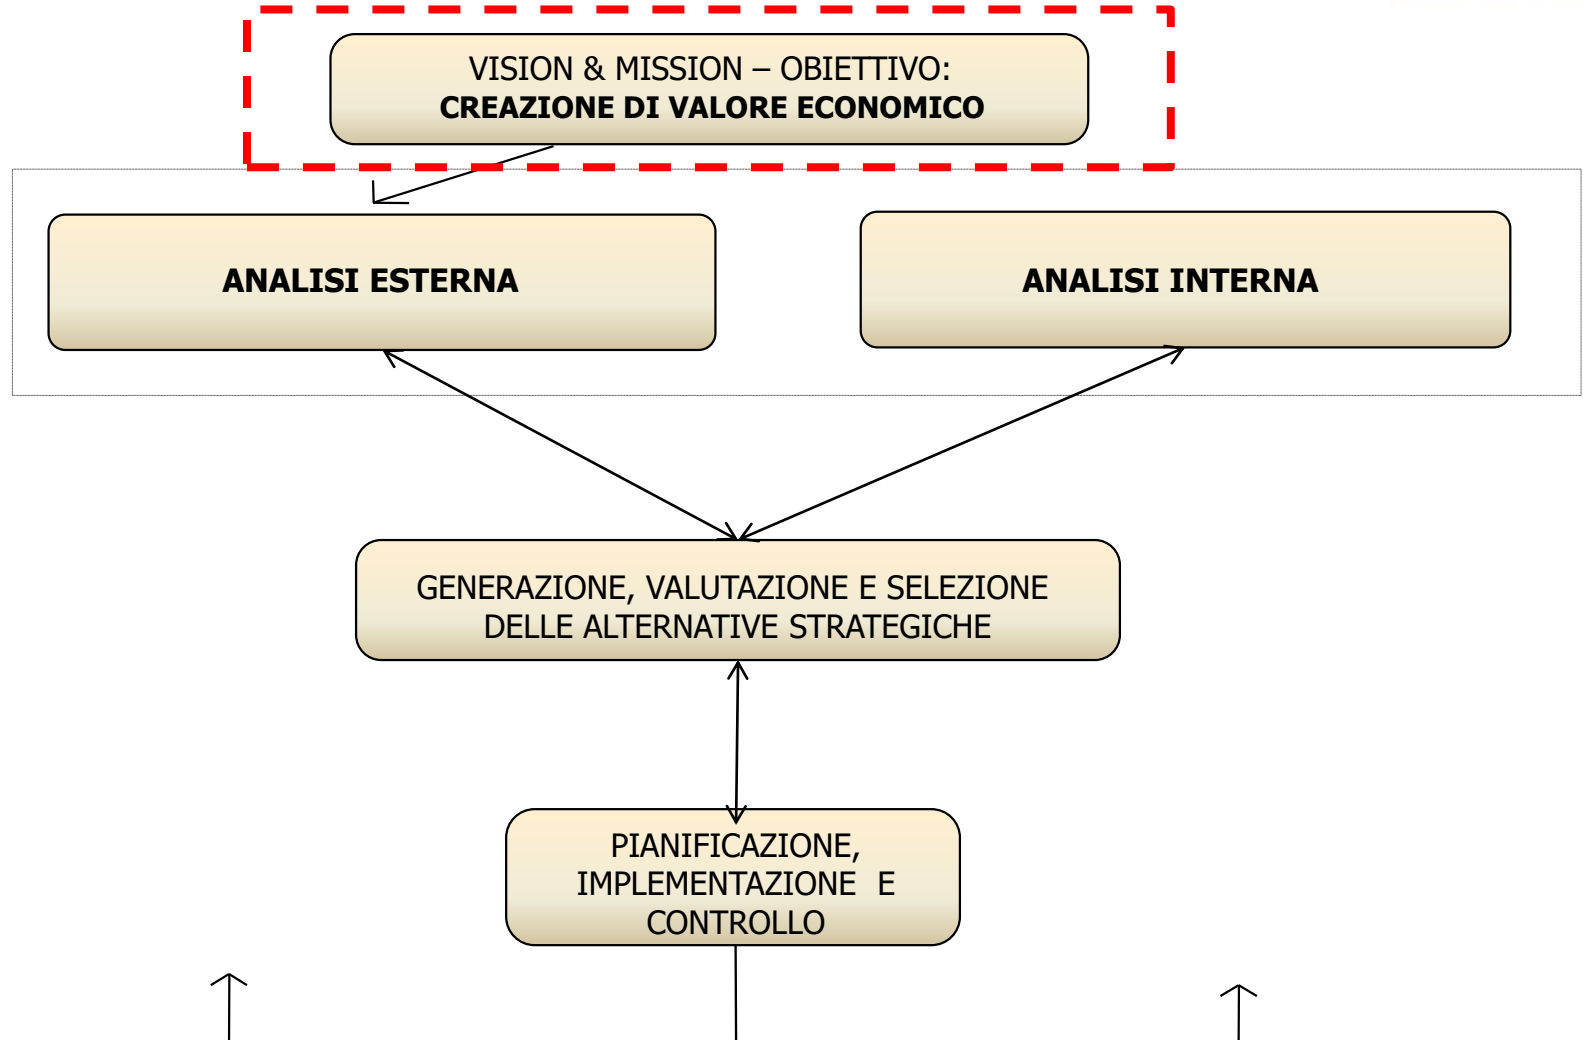 VISION & MISSION – OBIETTIVO:
CREAZIONE DI VALORE ECONOMICO
ANALISI ESTERNA
ANALISI INTERNA
GENERAZIONE, VALUTAZIONE E SELEZIONE
DELLE ALTERNATIVE STRATEGICHE
PIANIFICAZIONE,
IMPLEMENTAZIONE E
CONTROLLO